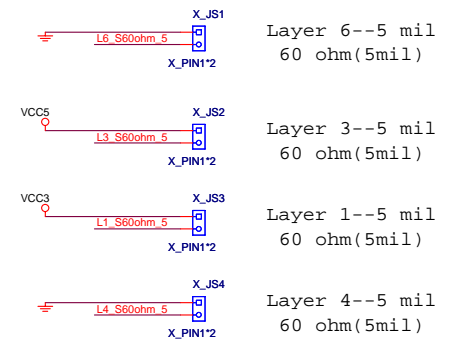 X_JS1
L6_S60ohm_5
X_PIN1*2
Layer 6--5 mil
60 ohm(5mil)
VCC5
X_JS2
L3_S60ohm_5
X_PIN1*2
Layer 3--5 mil
60 ohm(5mil)
VCC3
X_JS3
L1_S60ohm_5
X_PIN1*2
Layer 1--5 mil
60 ohm(5mil)
X_JS4
L4_S60ohm_5
X_PIN1*2
Layer 4--5 mil
60 ohm(5mil)